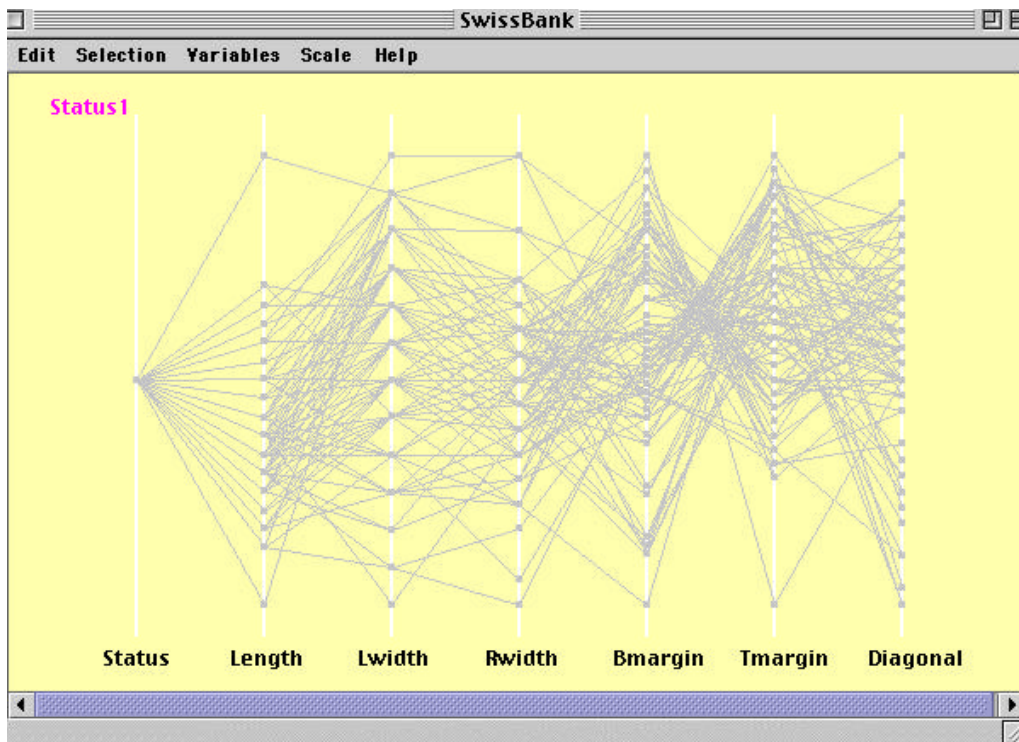 SwissBank
Edit Selection Variables Scale Help
Status1
Status Length Lwidth Rwidth Bmargin Tmargin Diagonal